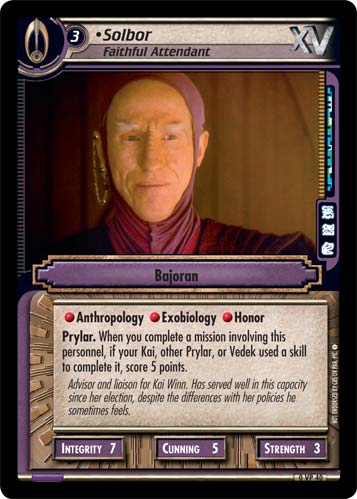 3
•Solbor
Faithful Attendant
XV
Bajoran
Anthropology Exobiology Honor
Prylar. When you complete a mission involving this
personnel, if your Kai, other Prylar, or Vedek used a skill
to complete it, score 5 points.
Advisor and liaison for Kai Winn. Has served well in this capacity
since her election, despite the differences with her policies he
sometimes feels.
INTEGRITY 7 CUNNING 5 STRENGTH 3
0 VP 40